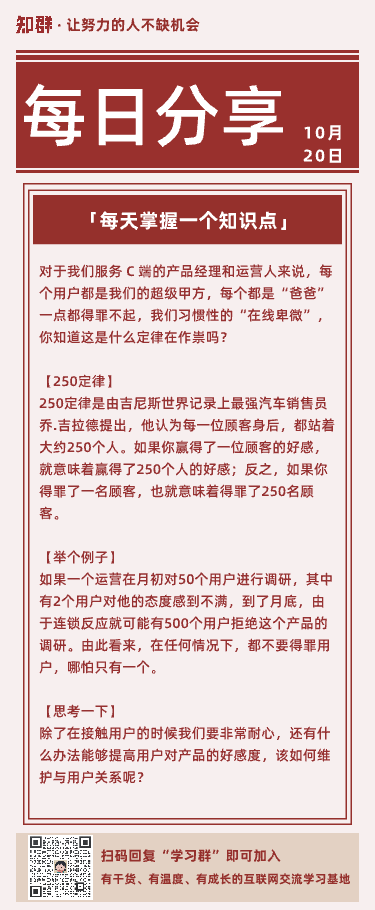 知群·让努力的人不缺机会
每日分享
10月
20日
「每天掌握一个知识点」
对于我们服务 C 端的产品经理和运营人来说，每
个用户都是我们的超级甲方，每个都是“爸爸”
一点都得罪不起，我们习惯性的“在线卑微”，
你知道这是什么定律在作祟吗？
【250定律】
250定律是由吉尼斯世界记录上最强汽车销售员
乔.吉拉德提出，他认为每一位顾客身后，都站着
大约250个人。如果你赢得了一位顾客的好感，
就意味着赢得了250个人的好感；反之，如果你
得罪了一名顾客，也就意味着得罪了250名顾
客。
【举个例子】
如果一个运营在月初对50个用户进行调研，其中
有2个用户对他的态度感到不满，到了月底，由
于连锁反应就可能有500个用户拒绝这个产品的
调研。由此看来，在任何情况下，都不要得罪用
户，哪怕只有一个。
【思考一下】
除了在接触用户的时候我们要非常耐心，还有什
么办法能够提高用户对产品的好感度，该如何维
护与用户关系呢？
扫码回复“学习群”即可加入
有干货、有温度、有成长的互联网交流学习基地